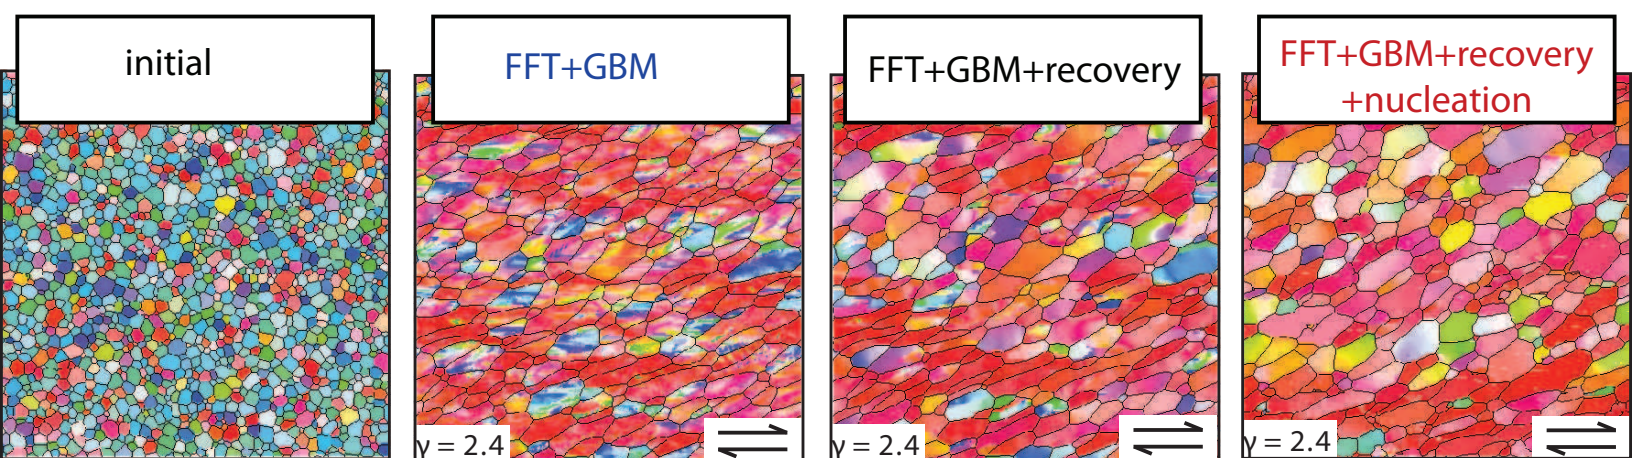 initial
FFT+GBM
FFT+GBM+recovery
FFT+GBM+recovery
+nucleation
γ = 2.4
γ = 2.4
γ = 2.4